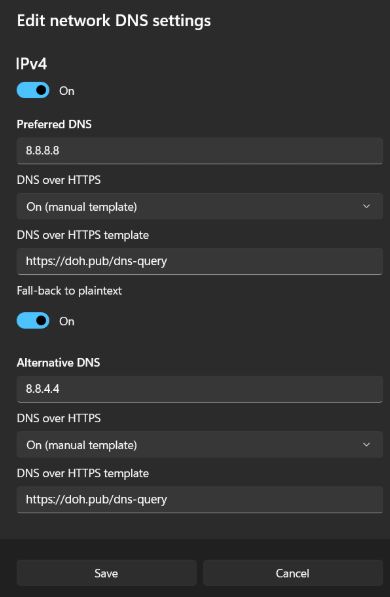 Edit network DNS settings
IPv4
On
Preferred DNS
8.8.8.8
DNS over HTTPS
On (manual template)
DNS over HTTPS template
https://doh.pub/dns-query
Fall-back to plaintext
On
Alternative DNS
8.8.4.4
DNS over HTTPS
On (manual template)
DNS over HTTPS template
https://doh.pub/dns-query
Save Cancel